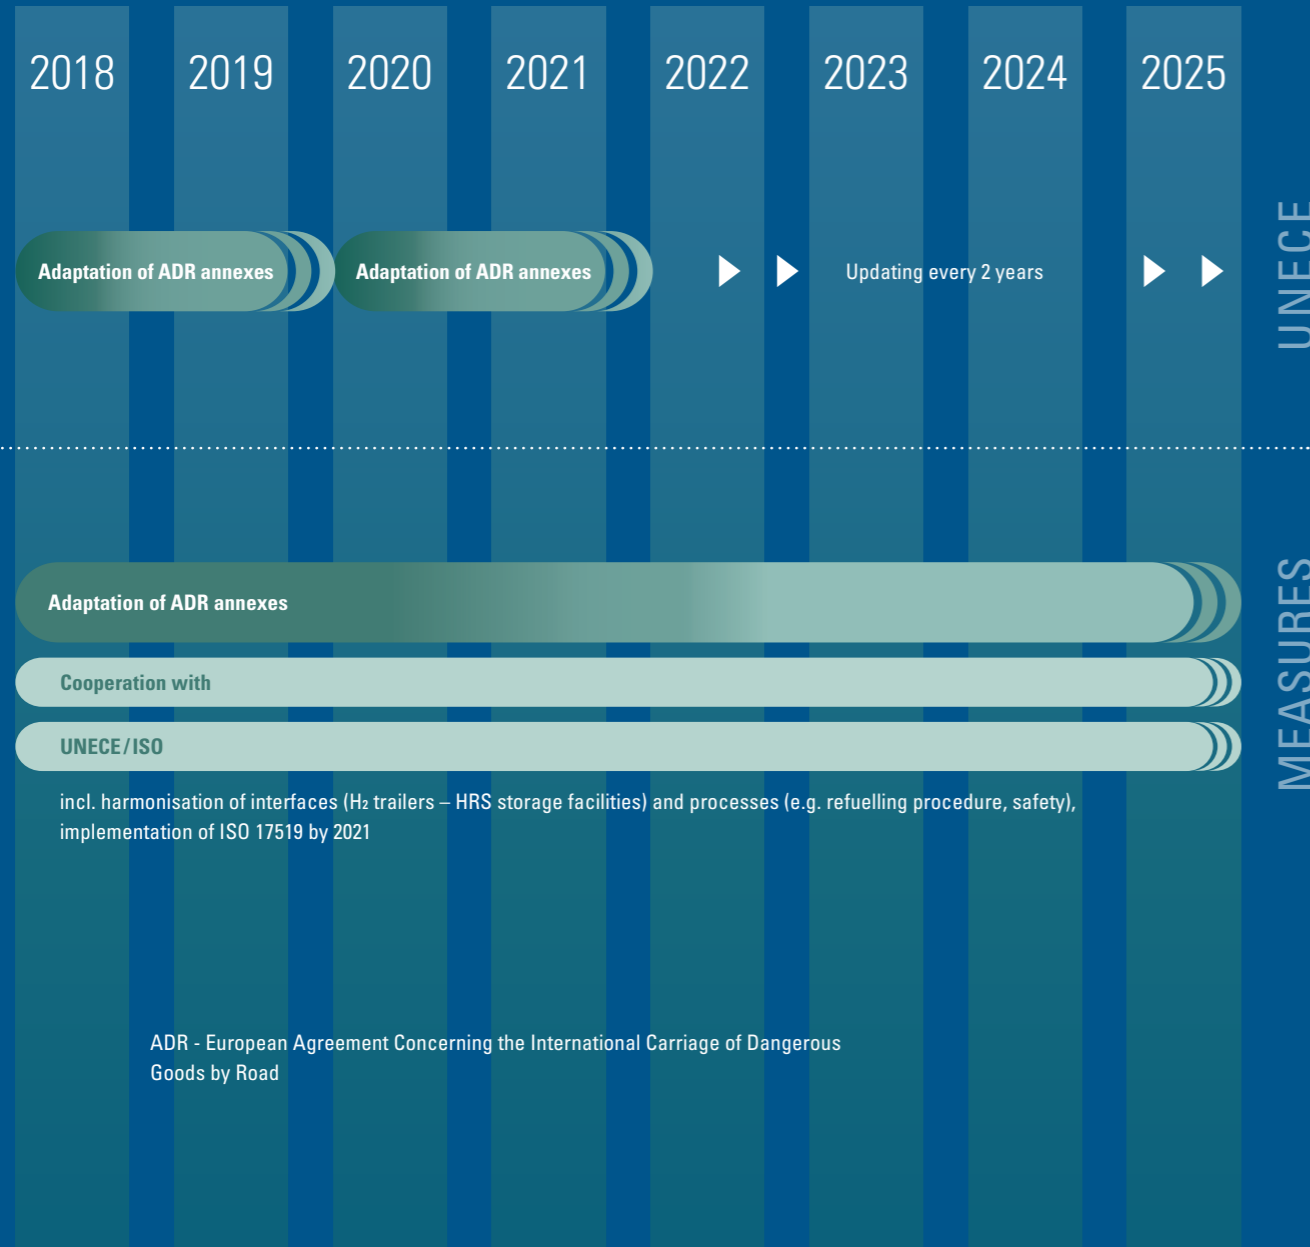 2018 2019 2020 2021 2022 2023 2024 2025
UNECE
Adaptation of ADR annexes Adaptation of ADR annexes Updating every 2 years
MEASURES
Adaptation of ADR annexes
Cooperation with
UNECE/ISO
incl. harmonisation of interfaces (H₂ trailers – HRS storage facilities) and processes (e.g. refuelling procedure, safety),
implementation of ISO 17519 by 2021
ADR - European Agreement Concerning the International Carriage of Dangerous
Goods by Road